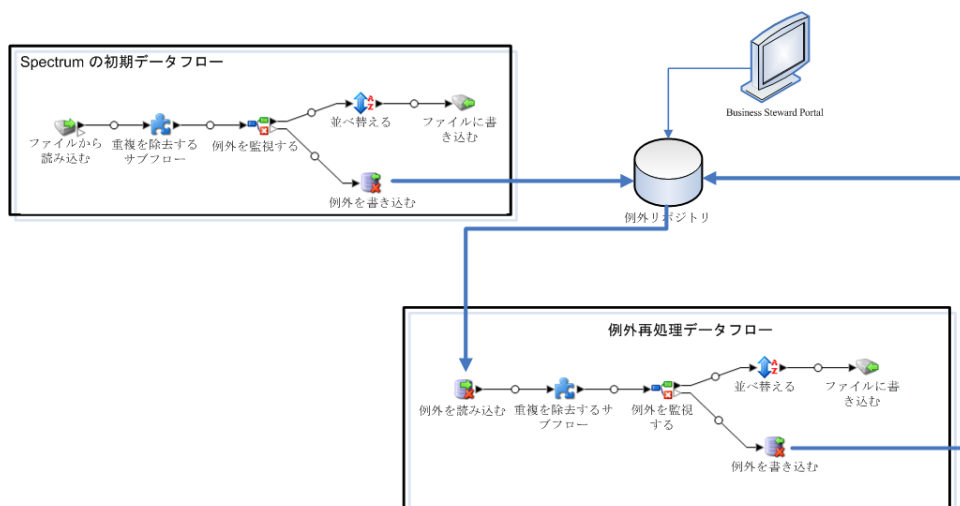 Spectrum の初期データフロー
ファイルから
読み込む
重複を除去する
サブフロー
例外を監視する
並べ替える
ファイルに書
き込む
例外を書き込む
Business Steward Portal
例外リポジトリ
例外再処理データフロー
例外を読み込む
重複を除去するサ
ブフロー
例外を監視
する
並べ替える
ファイルに書
き込む
例外を書き込む